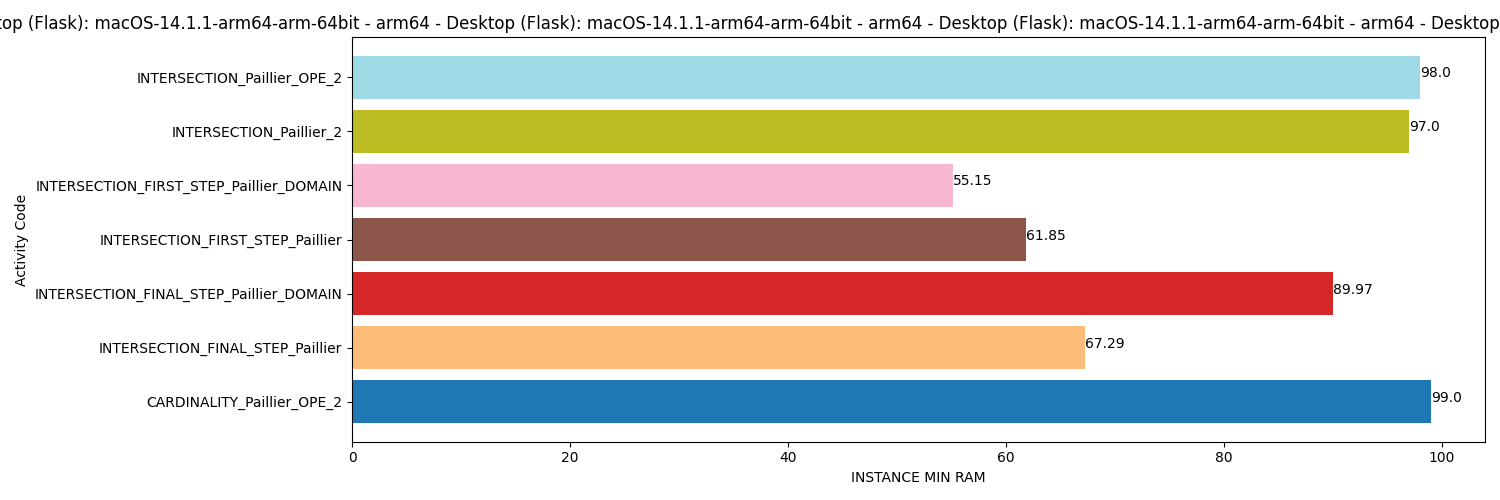 (Flask): macOS-14.1.1-arm64-arm-64bit - arm64 - Desktop (Flask): macOS-14.1.1-arm64-arm-64bit - arm64 - Desktop (Flask): macOS-14.1.1-arm64-arm-64bit - arm64 - Desktop
INTERSECTION_Paillier_OPE_2
98.0
INTERSECTION_Paillier_2
97.0
INTERSECTION_FIRST_STEP_Paillier_DOMAIN
55.15
INTERSECTION_FIRST_STEP_Paillier
61.85
INTERSECTION_FINAL_STEP_Paillier_DOMAIN
89.97
INTERSECTION_FINAL_STEP_Paillier
67.29
CARDINALITY_Paillier_OPE_2
99.0
Activity Code
0 20 40 60 80 100
INSTANCE MIN RAM